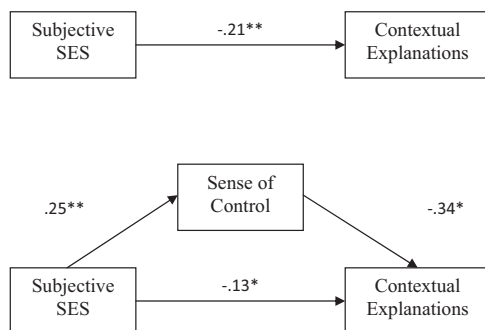 Subjective
SES
-.21**
Contextual
Explanations
Sense of
Control
.25**
-.34*
Subjective
SES
-.13*
Contextual
Explanations